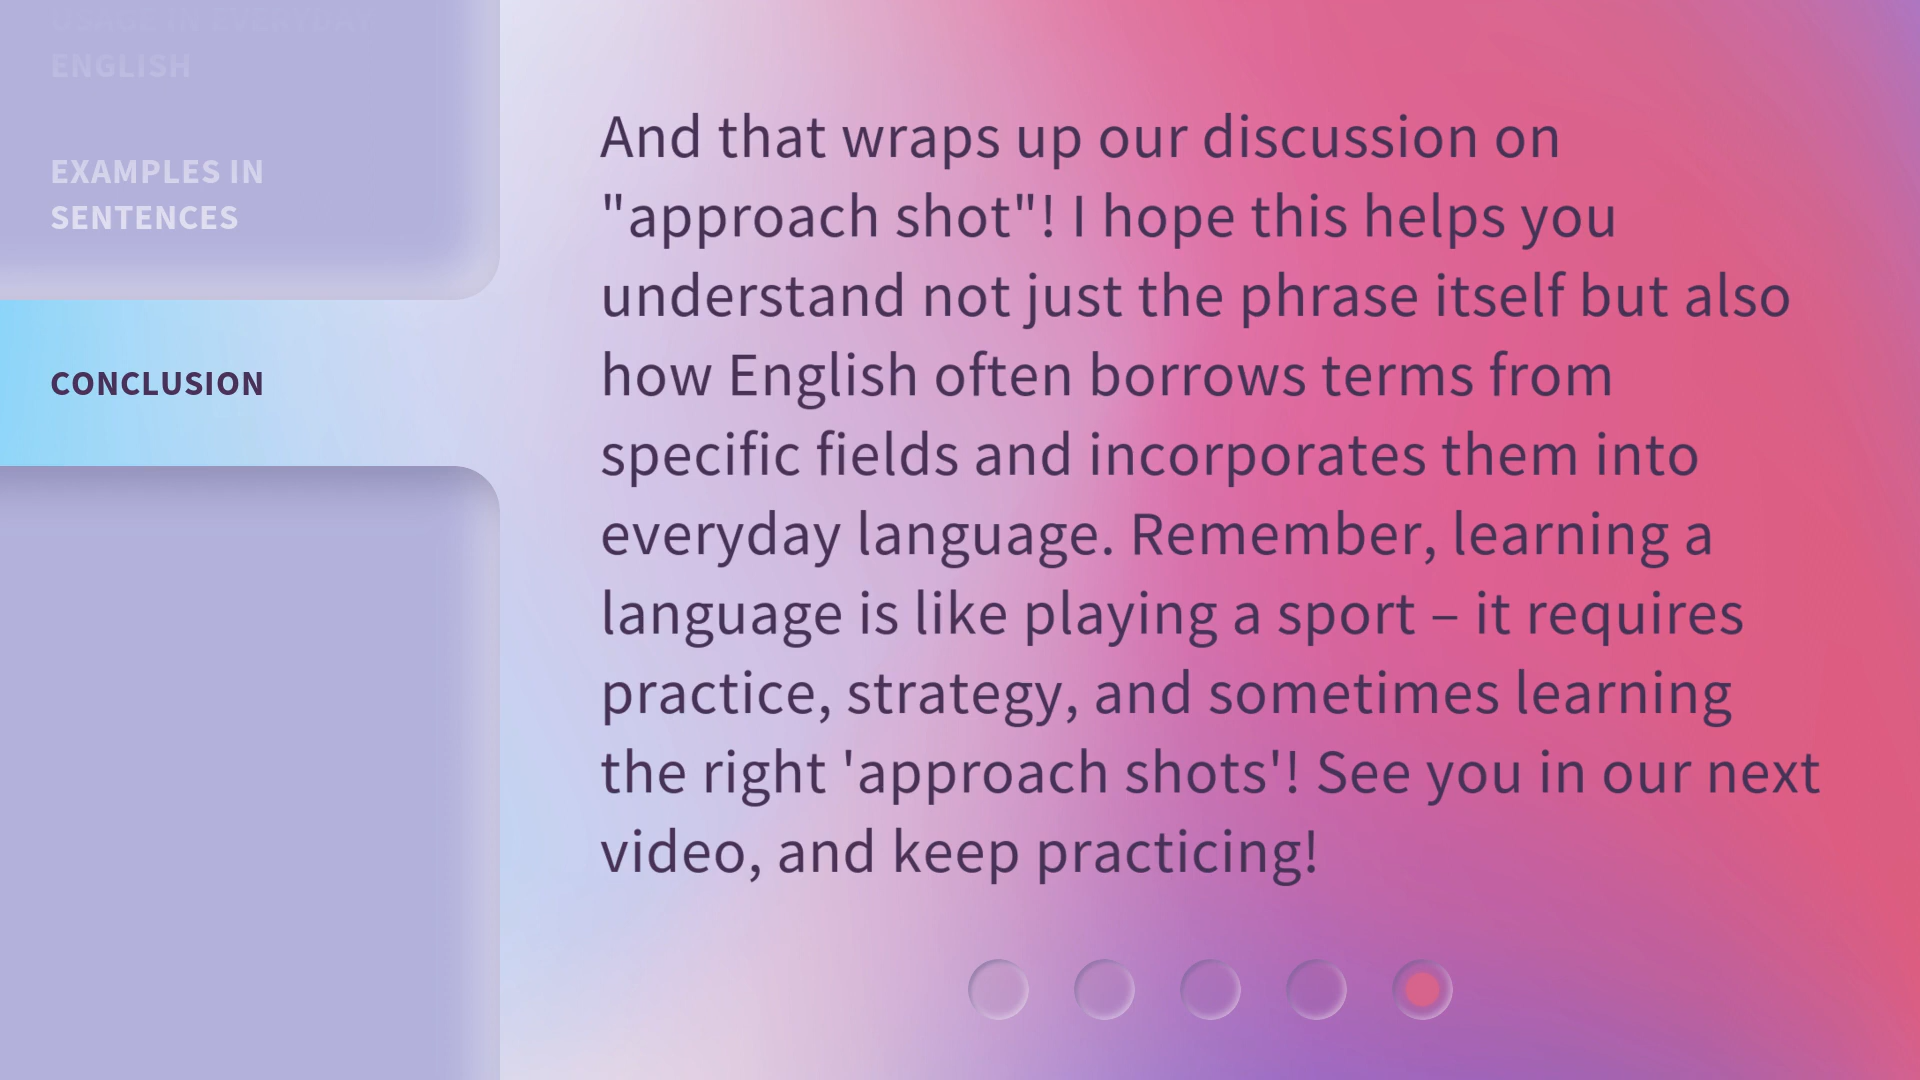 USAGE IN EVERYDAY
ENGLISH
EXAMPLES IN
SENTENCES
CONCLUSION
And that wraps up our discussion on
"approach shot"! I hope this helps you
understand not just the phrase itself but also
how English often borrows terms from
specific fields and incorporates them into
everyday language. Remember, learning a
language is like playing a sport – it requires
practice, strategy, and sometimes learning
the right 'approach shots'! See you in our next
video, and keep practicing!